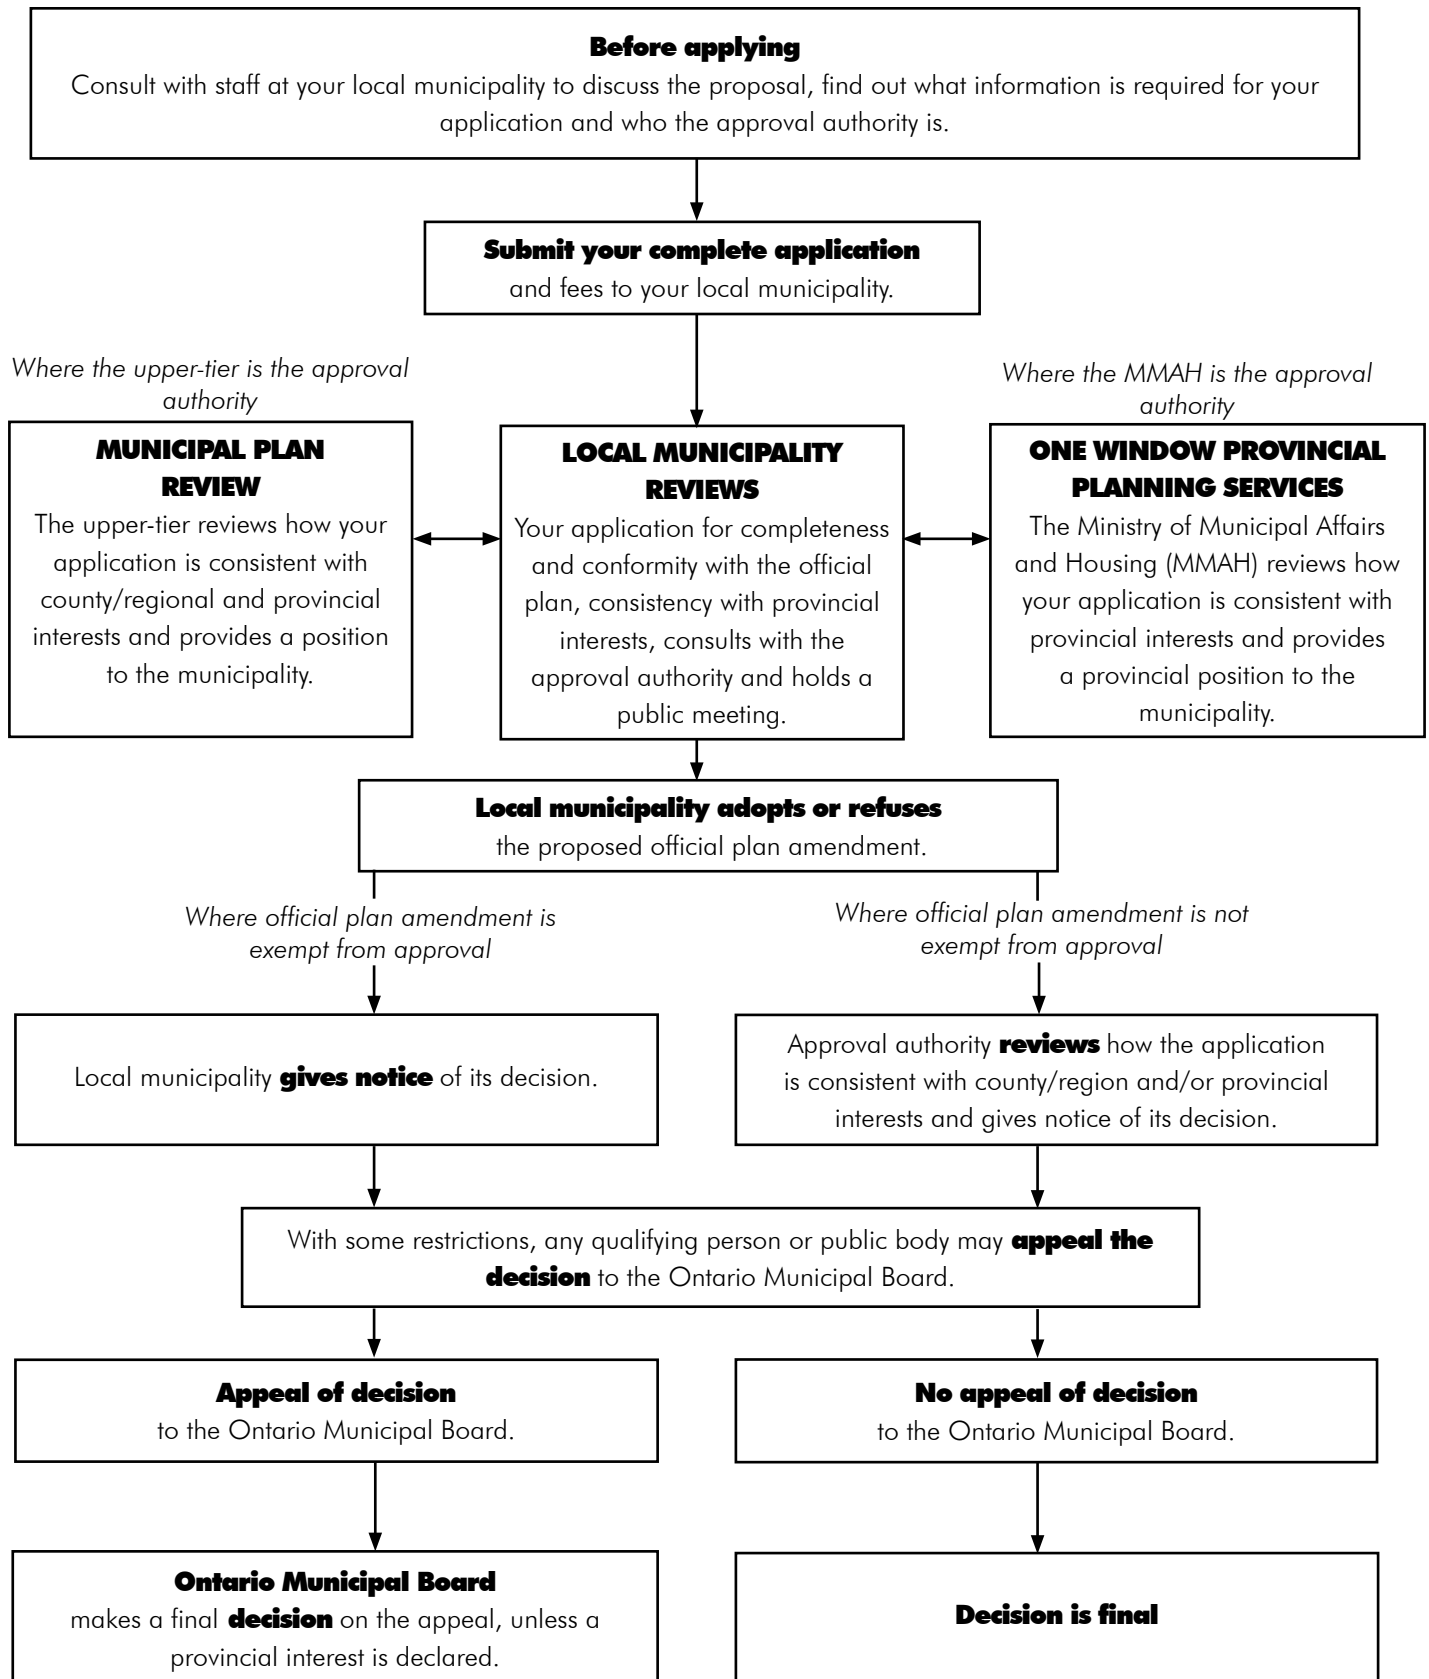 Before applying
Consult with staff at your local municipality to discuss the proposal, find out what information is required for your
application and who the approval authority is.
Submit your complete application
and fees to your local municipality.
Where the upper-tier is the approval
authority
MUNICIPAL PLAN
REVIEW
The upper-tier reviews how your
application is consistent with
county/regional and provincial
interests and provides a position
to the municipality.
LOCAL MUNICIPALITY
REVIEWS
Your application for completeness
and conformity with the official
plan, consistency with provincial
interests, consults with the
approval authority and holds a
public meeting.
Where the MMAH is the approval
authority
ONE WINDOW PROVINCIAL
PLANNING SERVICES
The Ministry of Municipal Affairs
and Housing (MMAH) reviews how
your application is consistent with
provincial interests and provides
a provincial position to the
municipality.
Local municipality adopts or refuses
the proposed official plan amendment.
Where official plan amendment is
exempt from approval
Where official plan amendment is not
exempt from approval
Local municipality gives notice of its decision.
Approval authority reviews how the application
is consistent with county/region and/or provincial
interests and gives notice of its decision.
With some restrictions, any qualifying person or public body may appeal the
decision to the Ontario Municipal Board.
Appeal of decision
to the Ontario Municipal Board.
No appeal of decision
to the Ontario Municipal Board.
Ontario Municipal Board
makes a final decision on the appeal, unless a
provincial interest is declared.
Decision is final